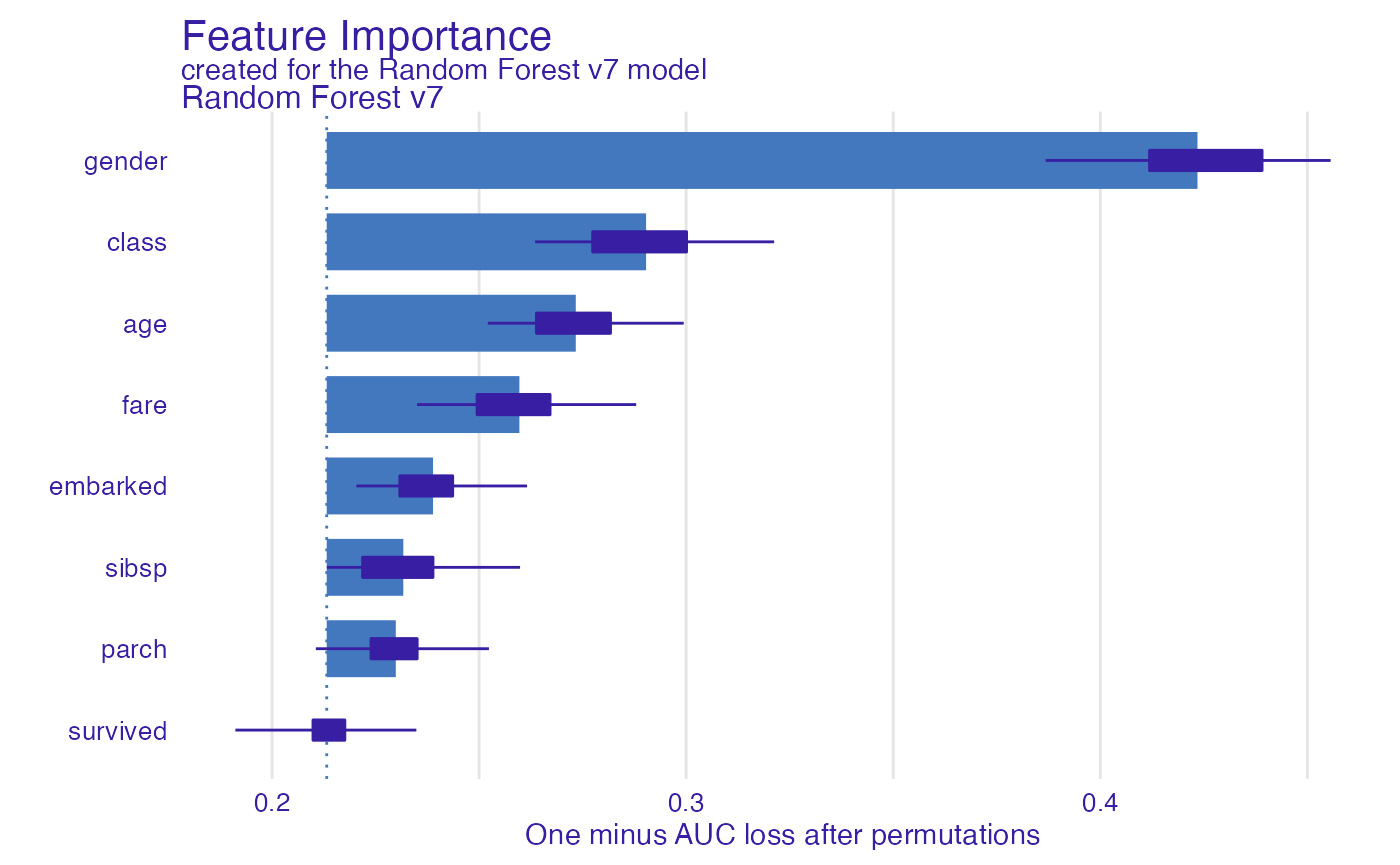 Feature Importance
created for the Random Forest v7 model
Random Forest v7
gender
class
age
fare
embarked
sibsp
parch
survived
0.2 0.3 0.4
One minus AUC loss after permutations